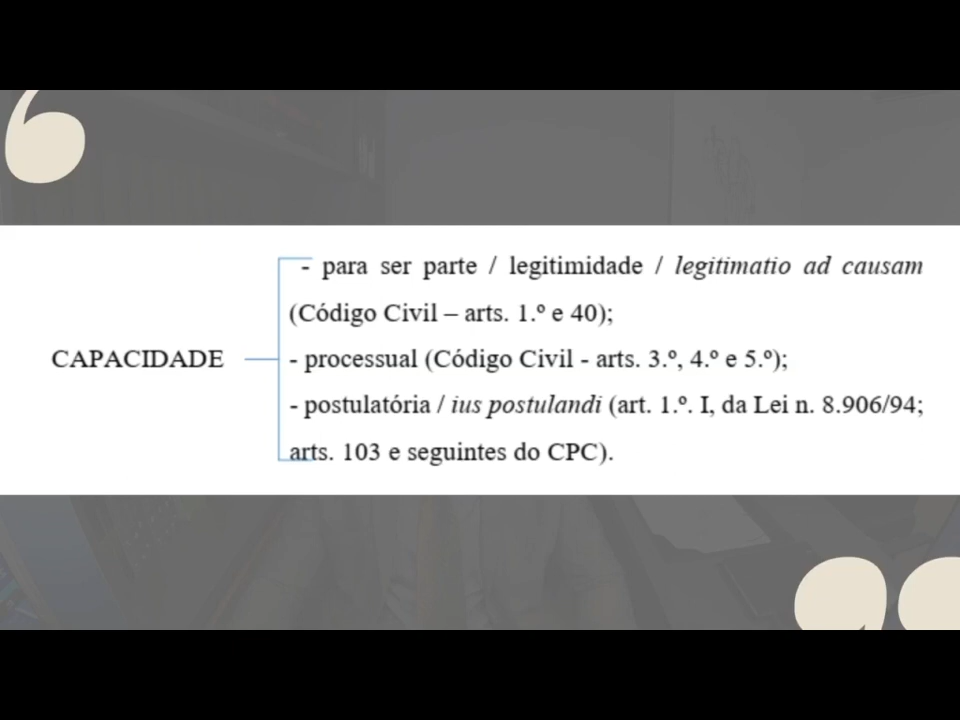 - para ser parte / legitimidade / legitimatio ad causam
(Código Civil – arts. 1.º e 40);
CAPACIDADE - processual (Código Civil - arts. 3.º, 4.º e 5.º);
- postulatória / ius postulandi (art. 1.º. I, da Lei n. 8.906/94;
arts. 103 e seguintes do CPC).